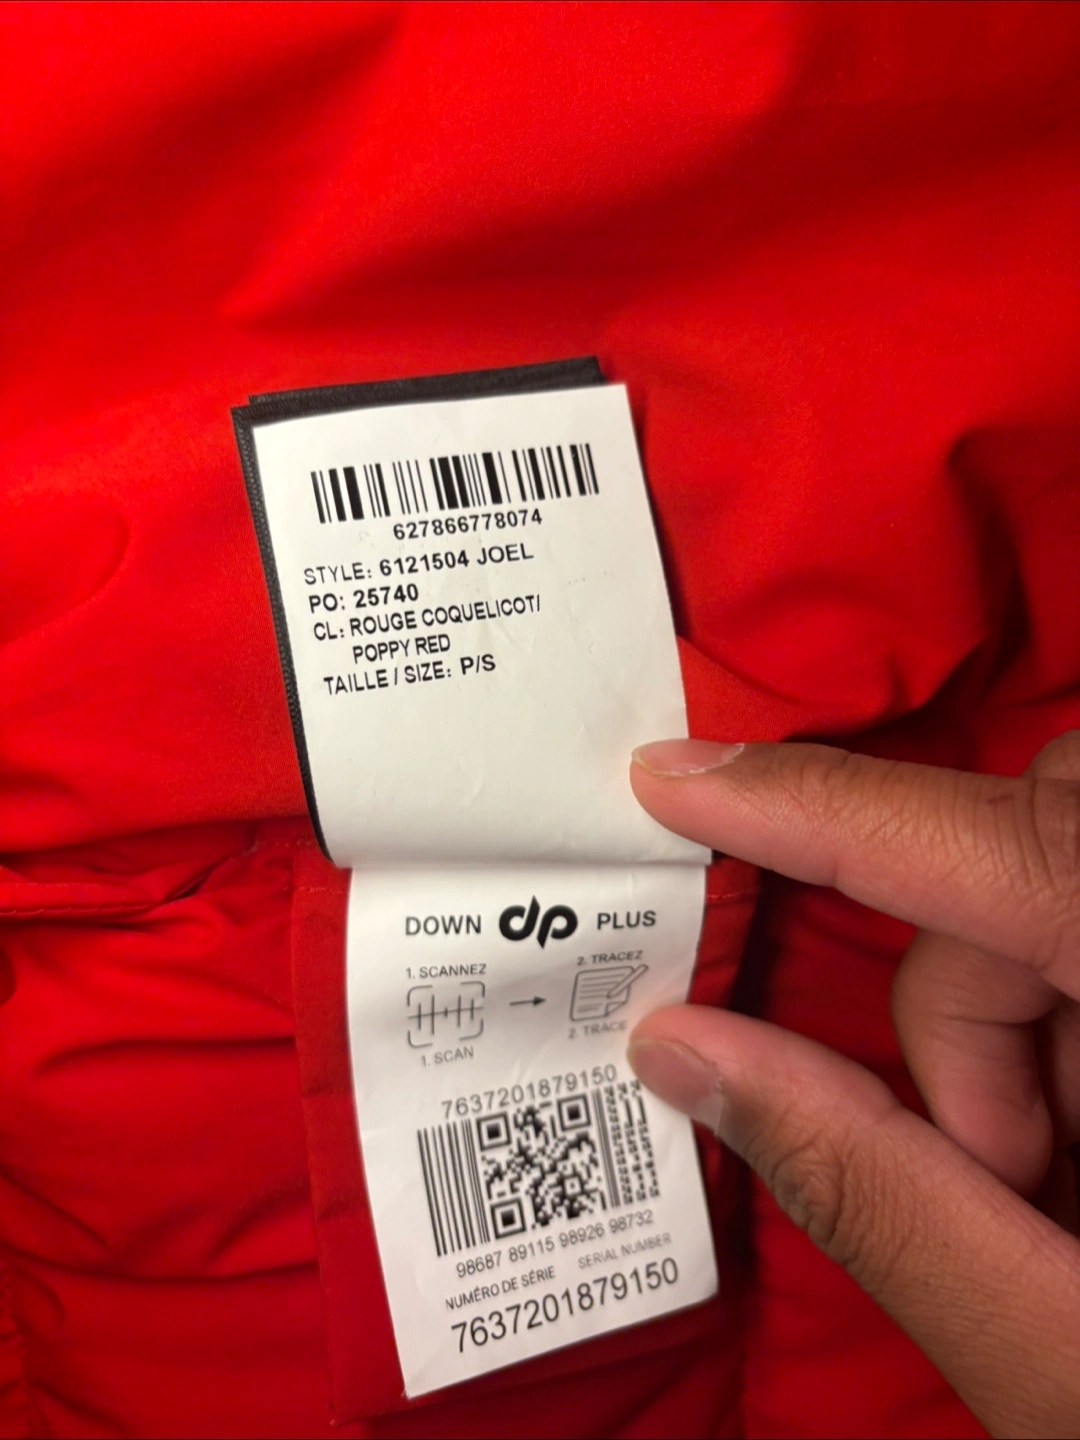 627866778074
STYLE: 6121504 JOEL
PO: 25740
CL: ROUGE COQUELICOT/
POPPY RED
TAILLE / SIZE: P/S
DOWN dp PLUS
1. SCANNEZ
2. TRACEZ
1. SCAN
2. TRACE
7637201879150
98687 89115 98926 98732
NUMÉRO DE SÉRIE SERIAL NUMBER
7637201879150